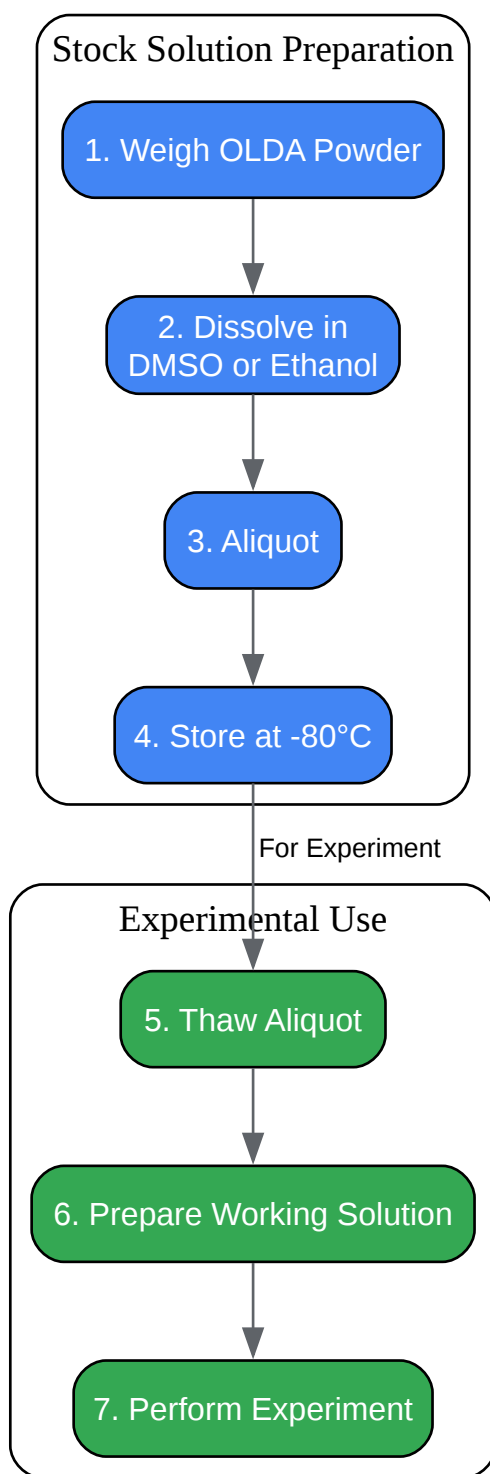 Stock Solution Preparation
1. Weigh OLDA Powder
2. Dissolve in
DMSO or Ethanol
3. Aliquot
4. Store at -80°C
For Experiment
Experimental Use
5. Thaw Aliquot
6. Prepare Working Solution
7. Perform Experiment